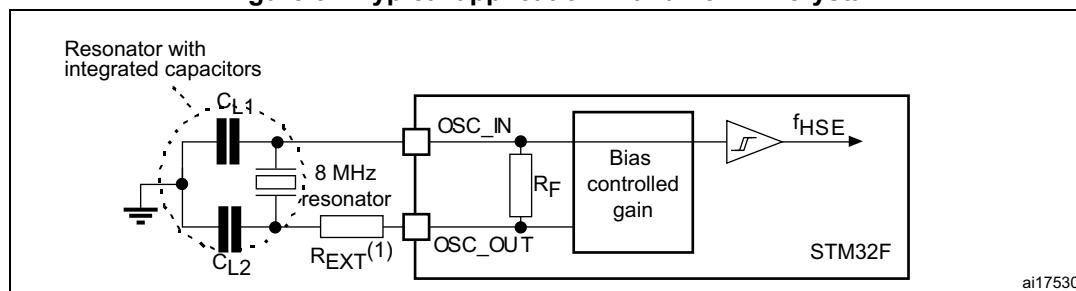 Resonator with
integrated capacitors
CL1
OSC_IN
fHSE
8 MHz
resonator
RF
Bias
controlled
gain
REXT(1)
OSC_OUT
STM32F
CL2
ai17530